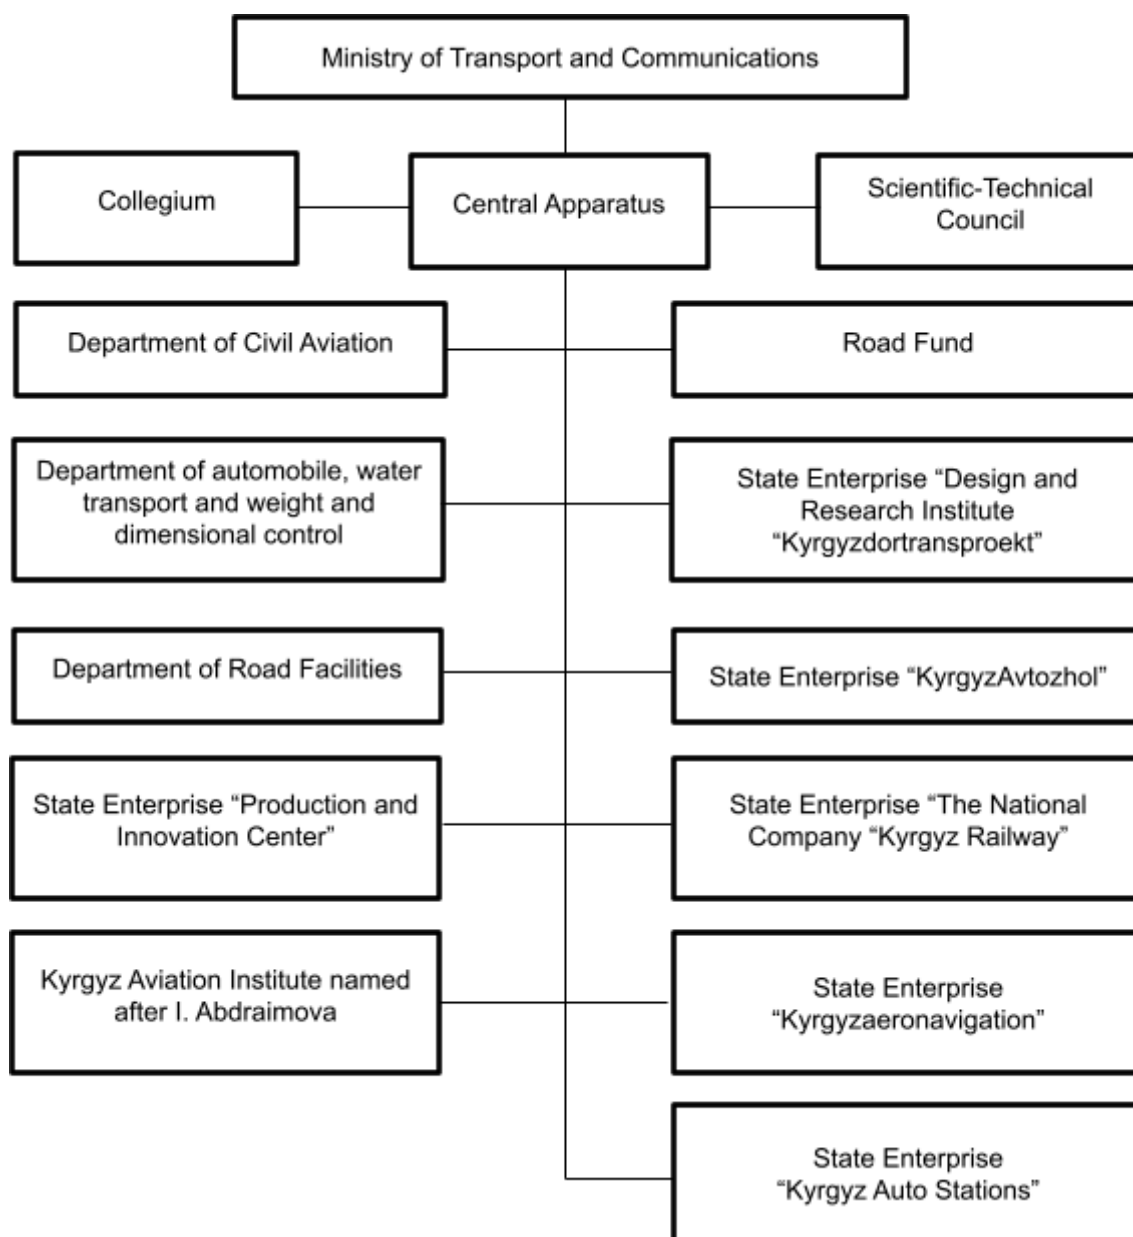 Ministry of Transport and Communications
Collegium
Central Apparatus
Scientific-Technical
Council
Department of Civil Aviation
Road Fund
Department of automobile, water
transport and weight and
dimensional control
State Enterprise “Design and
Research Institute
“Kyrgyzdortransproekt”
Department of Road Facilities
State Enterprise “KyrgyzAvtozhol”
State Enterprise “Production and
Innovation Center”
State Enterprise “The National
Company “Kyrgyz Railway”
Kyrgyz Aviation Institute named
after I. Abdraimova
State Enterprise
“Kyrgyzaeronavigation”
State Enterprise
“Kyrgyz Auto Stations”